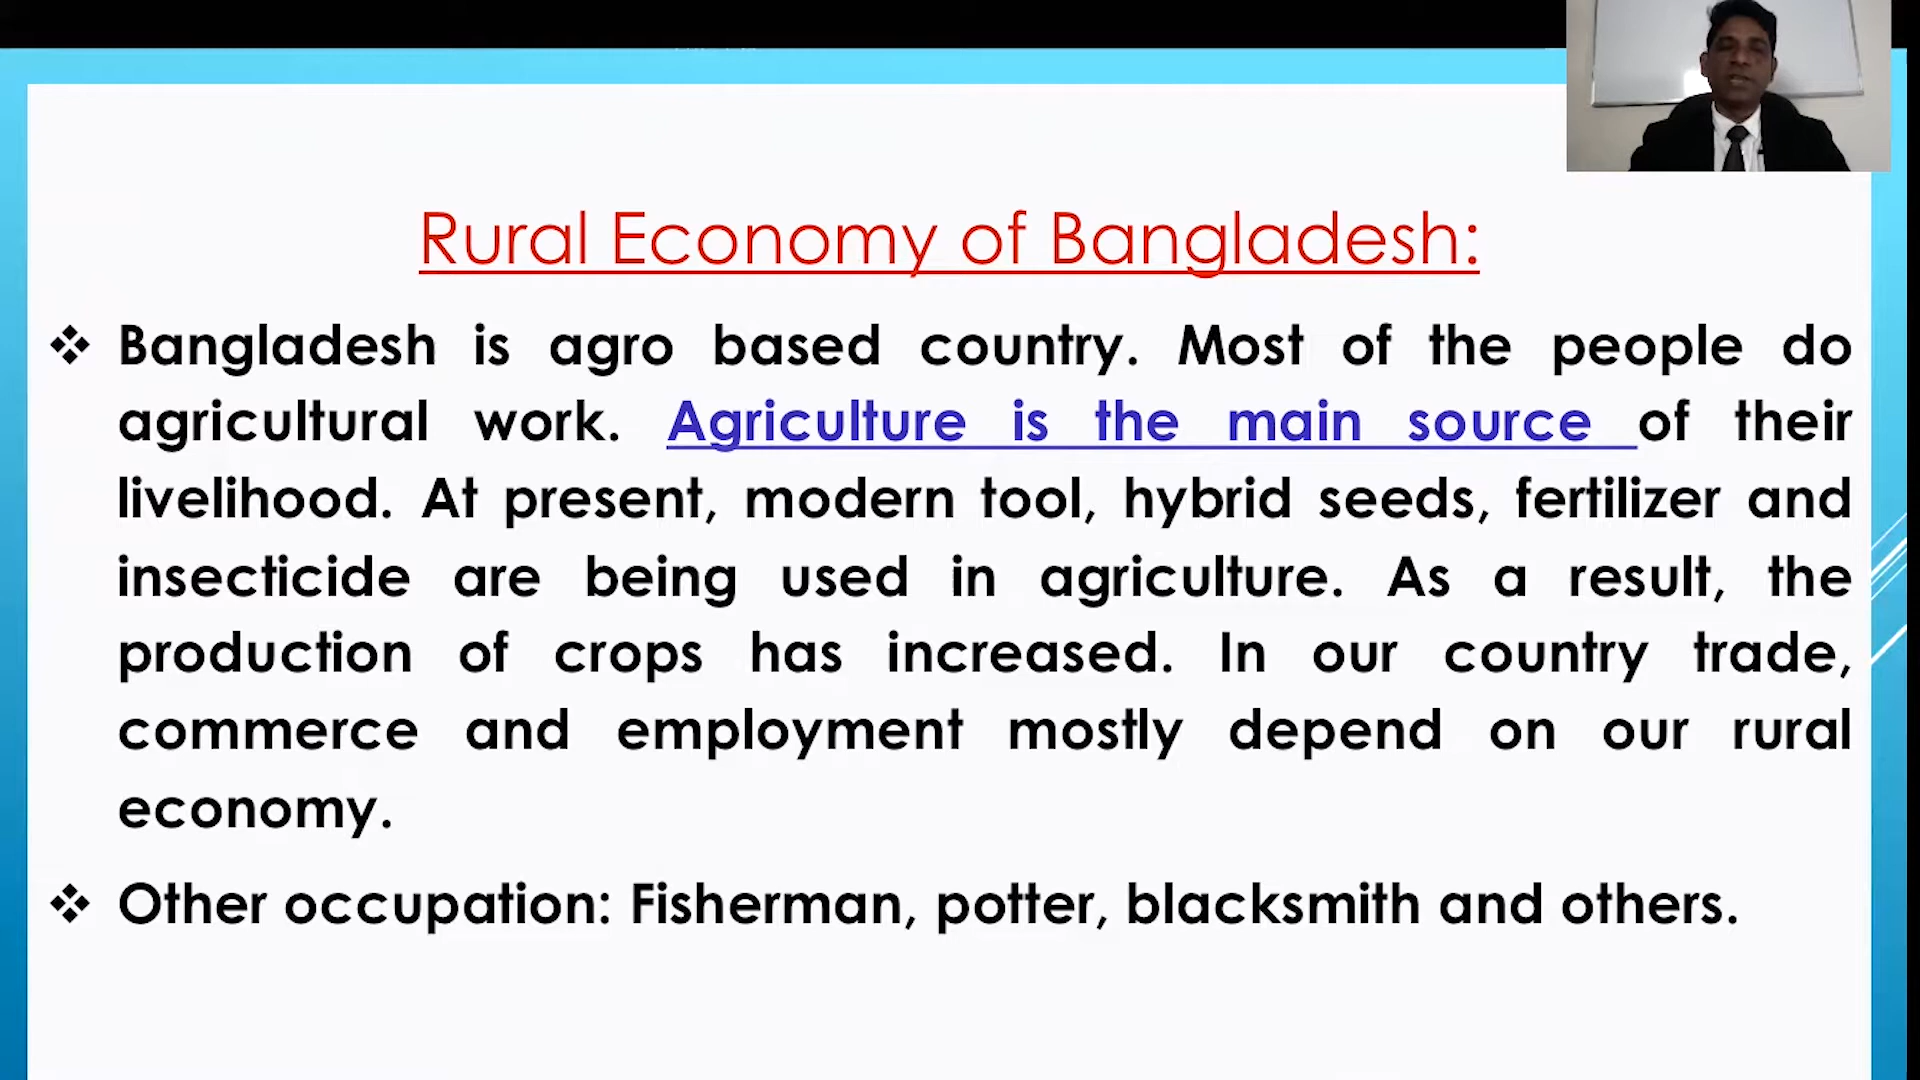 Rural Economy of Bangladesh:
❖ Bangladesh is agro based country. Most of the people do
agricultural work. Agriculture is the main source of their
livelihood. At present, modern tool, hybrid seeds, fertilizer and
insecticide are being used in agriculture. As a result, the
production of crops has increased. In our country trade,
commerce and employment mostly depend on our rural
economy.
❖ Other occupation: Fisherman, potter, blacksmith and others.